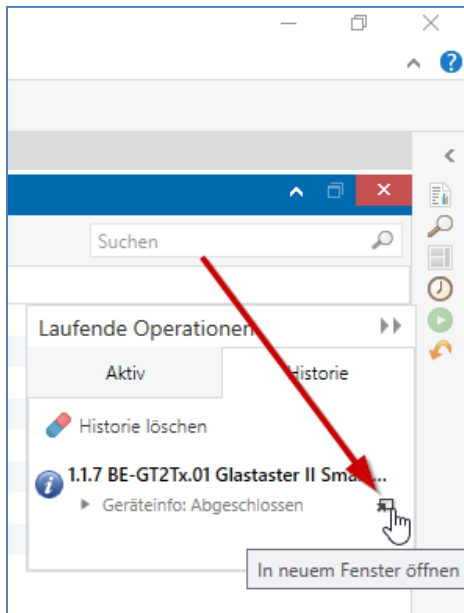 Suchen
Laufende Operationen
Aktiv Historie
Historie löschen
1.1.7 BE-GT2Tx.01 Glastaster II Smart...
Geräteinfo: Abgeschlossen
In neuem Fenster öffnen